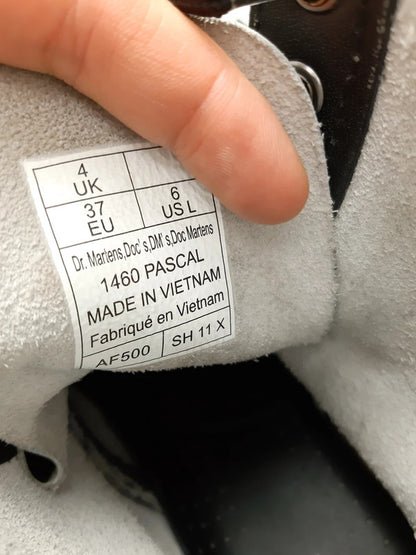 4
UK
37
EU
6
US L
Dr. Martens,Doc's,DM's,Doc Martens
1460 PASCAL
MADE IN VIETNAM
Fabriqué en Vietnam
AF500 SH 11 X